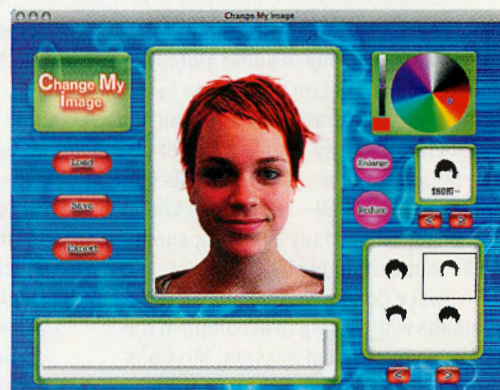 Change My Image
Change My
Image
Load
Save
Export
Enlarge
Reduce
SHORT~
< >
< >